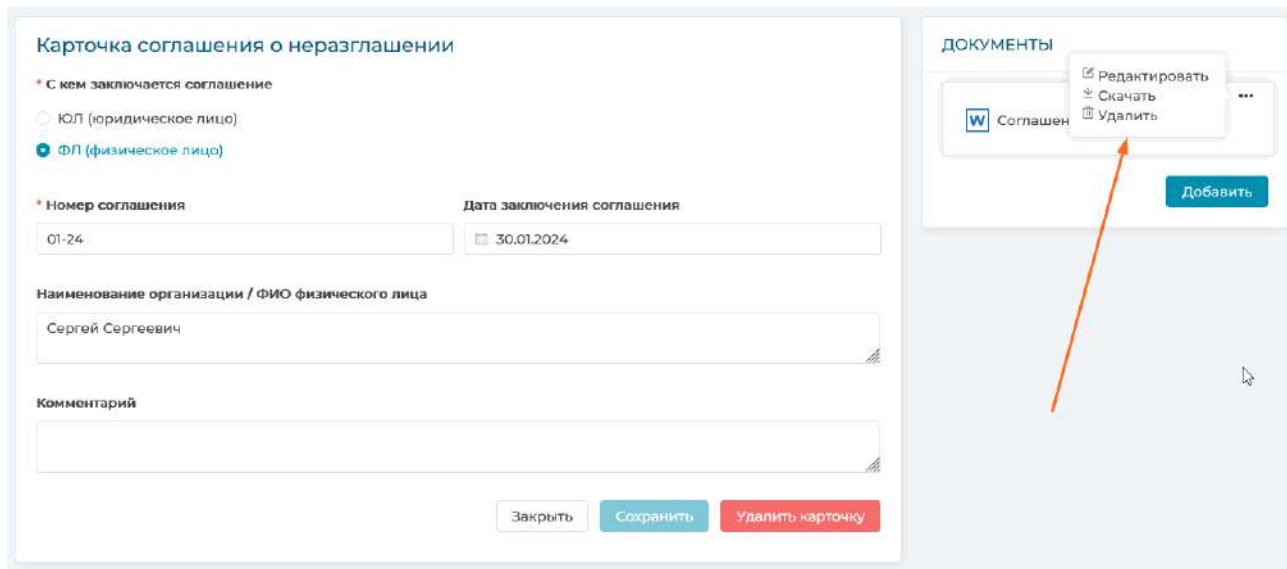 Карточка соглашения о неразглашении
* С кем заключается соглашение
ЮЛ (юридическое лицо)
ФЛ (физическое лицо)
* Номер соглашения
Дата заключения соглашения
01-24
30.01.2024
Наименование организации / ФИО физического лица
Сергей Сергеевич
Комментарий
Закрыть
Сохранить
Удалить карточку
ДОКУМЕНТЫ
Редактировать
Скачать
Удалить
W Соглашен
Добавить